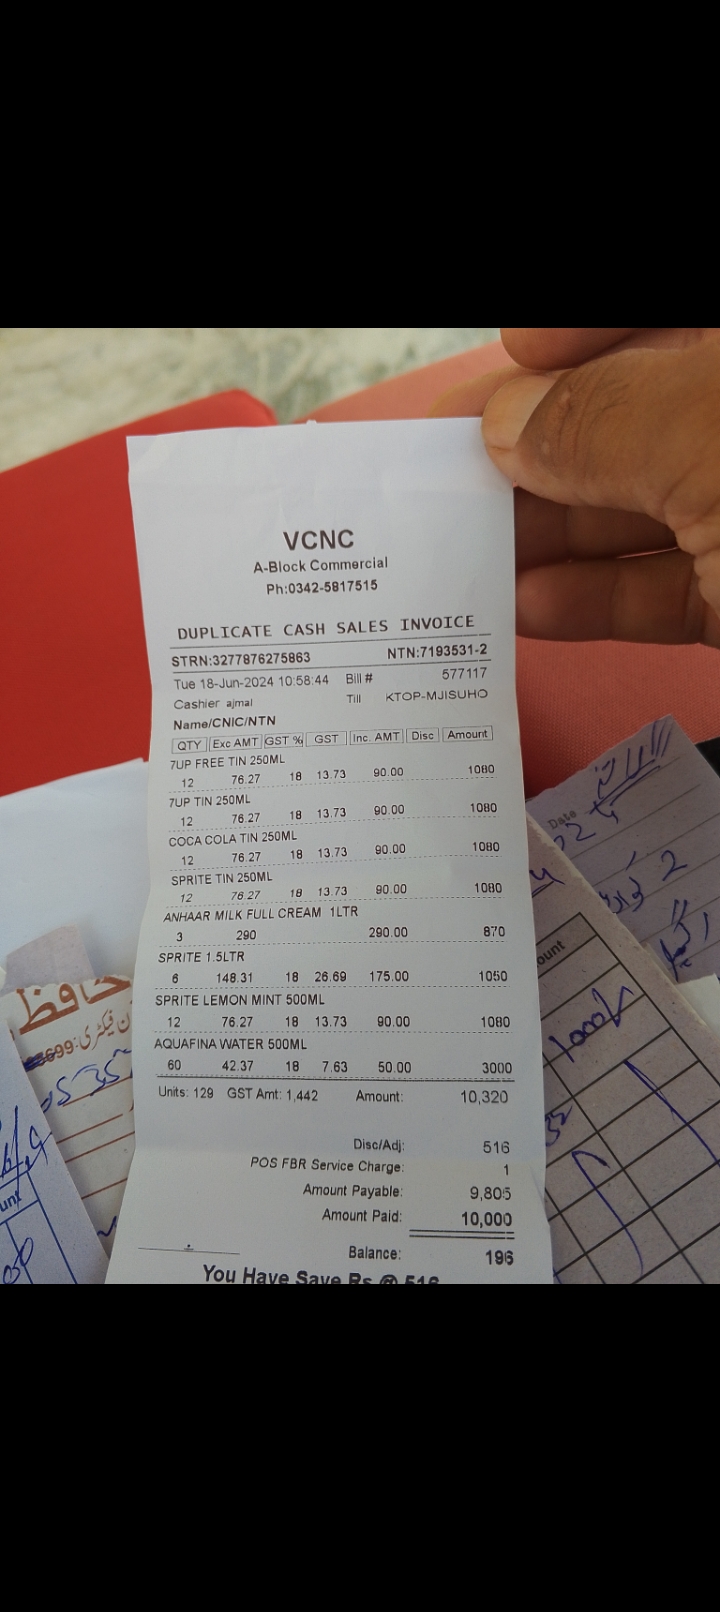 VCNC
A-Block Commercial
Ph:0342-5817515
DUPLICATE CASH SALES INVOICE
STRN:3277876275863 NTN:7193531-2
Tue 18-Jun-2024 10:58:44 Bill # 577117
Cashier ajmal Till KTOP-MJISUHO
Name/CNIC/NTN
QTY Exc AMT GST % GST Inc. AMT Disc Amount
7UP FREE TIN 250ML
12 76.27 18 13.73 90.00 1080
7UP TIN 250ML
12 76.27 18 13.73 90.00 1080
COCA COLA TIN 250ML
12 76.27 18 13.73 90.00 1080
SPRITE TIN 250ML
12 76.27 18 13.73 90.00 1080
ANHAAR MILK FULL CREAM 1LTR
3 290 290.00 870
SPRITE 1.5LTR
6 148.31 18 26.69 175.00 1050
SPRITE LEMON MINT 500ML
12 76.27 18 13.73 90.00 1080
AQUAFINA WATER 500ML
60 42.37 18 7.63 50.00 3000
Units: 129 GST Amt: 1,442 Amount: 10,320
Disc/Adj: 516
POS FBR Service Charge: 1
Amount Payable: 9,805
Amount Paid: 10,000
Balance: 196
You Have Save Rs @ 516
حافظ
Date